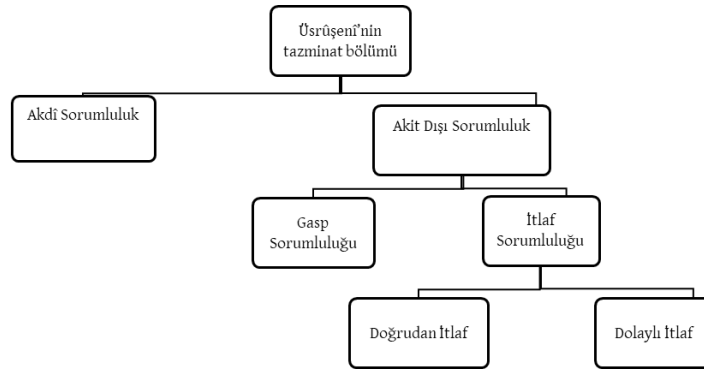 Üsrûşenî’nin
tazminat bölümü
Akdî Sorumluluk
Akit Dışı Sorumluluk
Gasp
Sorumluluğu
İtlaf
Sorumluluğu
Doğrudan İtlaf
Dolaylı İtlaf